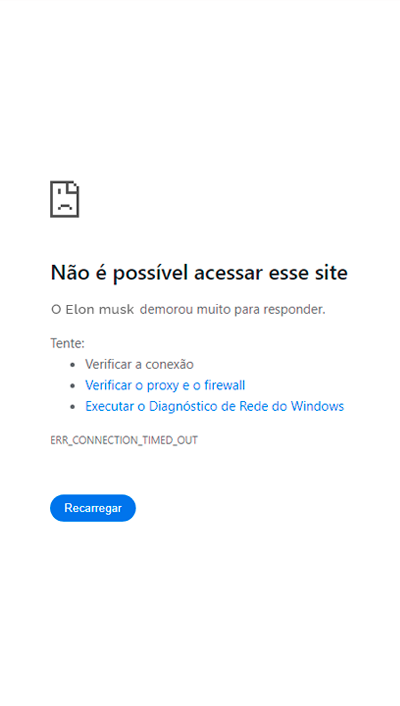 Não é possível acessar esse site
O Elon musk demorou muito para responder.
Tente:
• Verificar a conexão
• Verificar o proxy e o firewall
• Executar o Diagnóstico de Rede do Windows
ERR_CONNECTION_TIMED_OUT
Recarregar